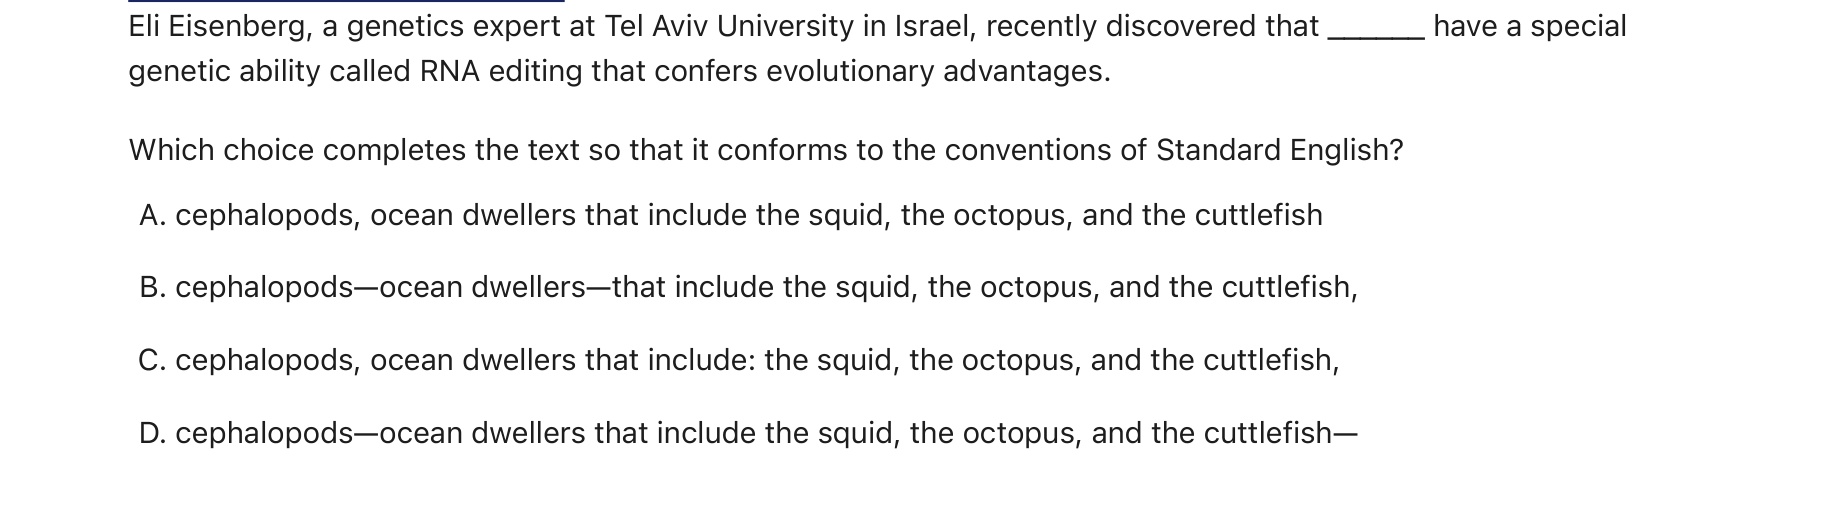 Eli Eisenberg, a genetics expert at Tel Aviv University in Israel, recently discovered that ______ have a special
genetic ability called RNA editing that confers evolutionary advantages.
Which choice completes the text so that it conforms to the conventions of Standard English?
A. cephalopods, ocean dwellers that include the squid, the octopus, and the cuttlefish
B. cephalopods—ocean dwellers—that include the squid, the octopus, and the cuttlefish,
C. cephalopods, ocean dwellers that include: the squid, the octopus, and the cuttlefish,
D. cephalopods—ocean dwellers that include the squid, the octopus, and the cuttlefish—